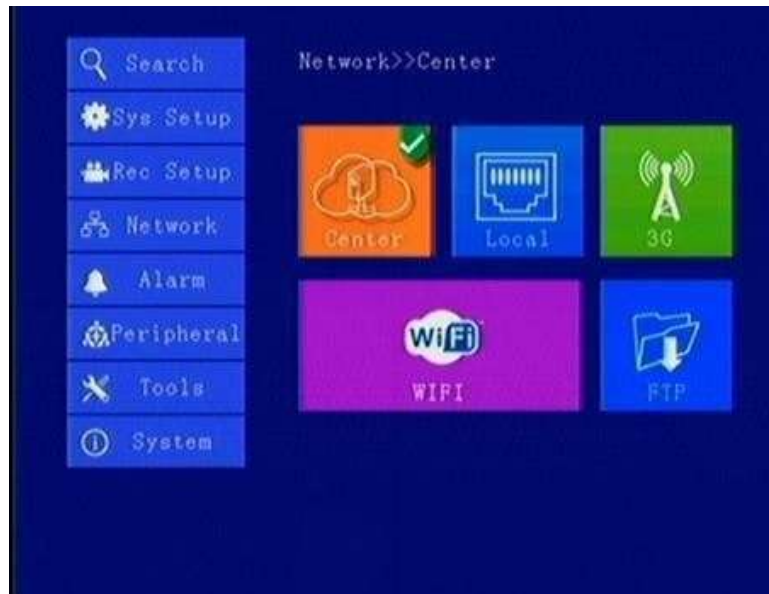 Search
Sys Setup
Rec Setup
Network
Alarm
Peripheral
Tools
System
Network>>Center
Center
Local
3G
WiFi
WIFI
FTP